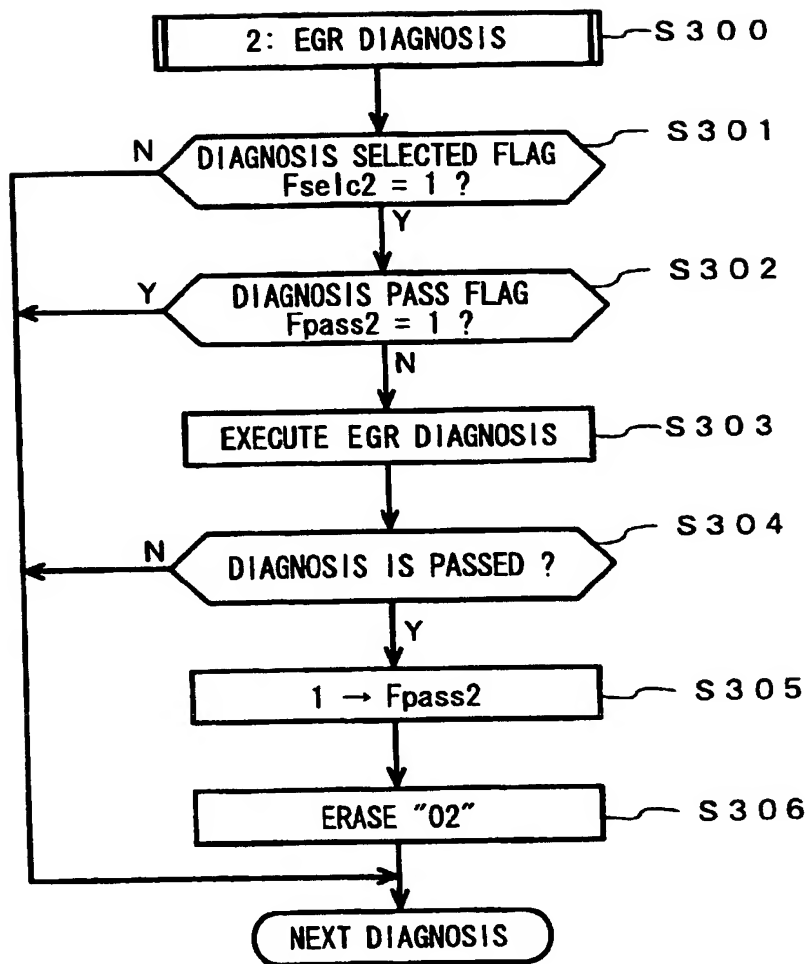 2: EGR DIAGNOSIS
S300
S301
N
DIAGNOSIS SELECTED FLAG
Fselc2 = 1 ?
Y
S302
Y
DIAGNOSIS PASS FLAG
Fpass2 = 1 ?
N
EXECUTE EGR DIAGNOSIS
S303
S304
N
DIAGNOSIS IS PASSED ?
Y
1 → Fpass2
S305
ERASE "02"
S306
NEXT DIAGNOSIS